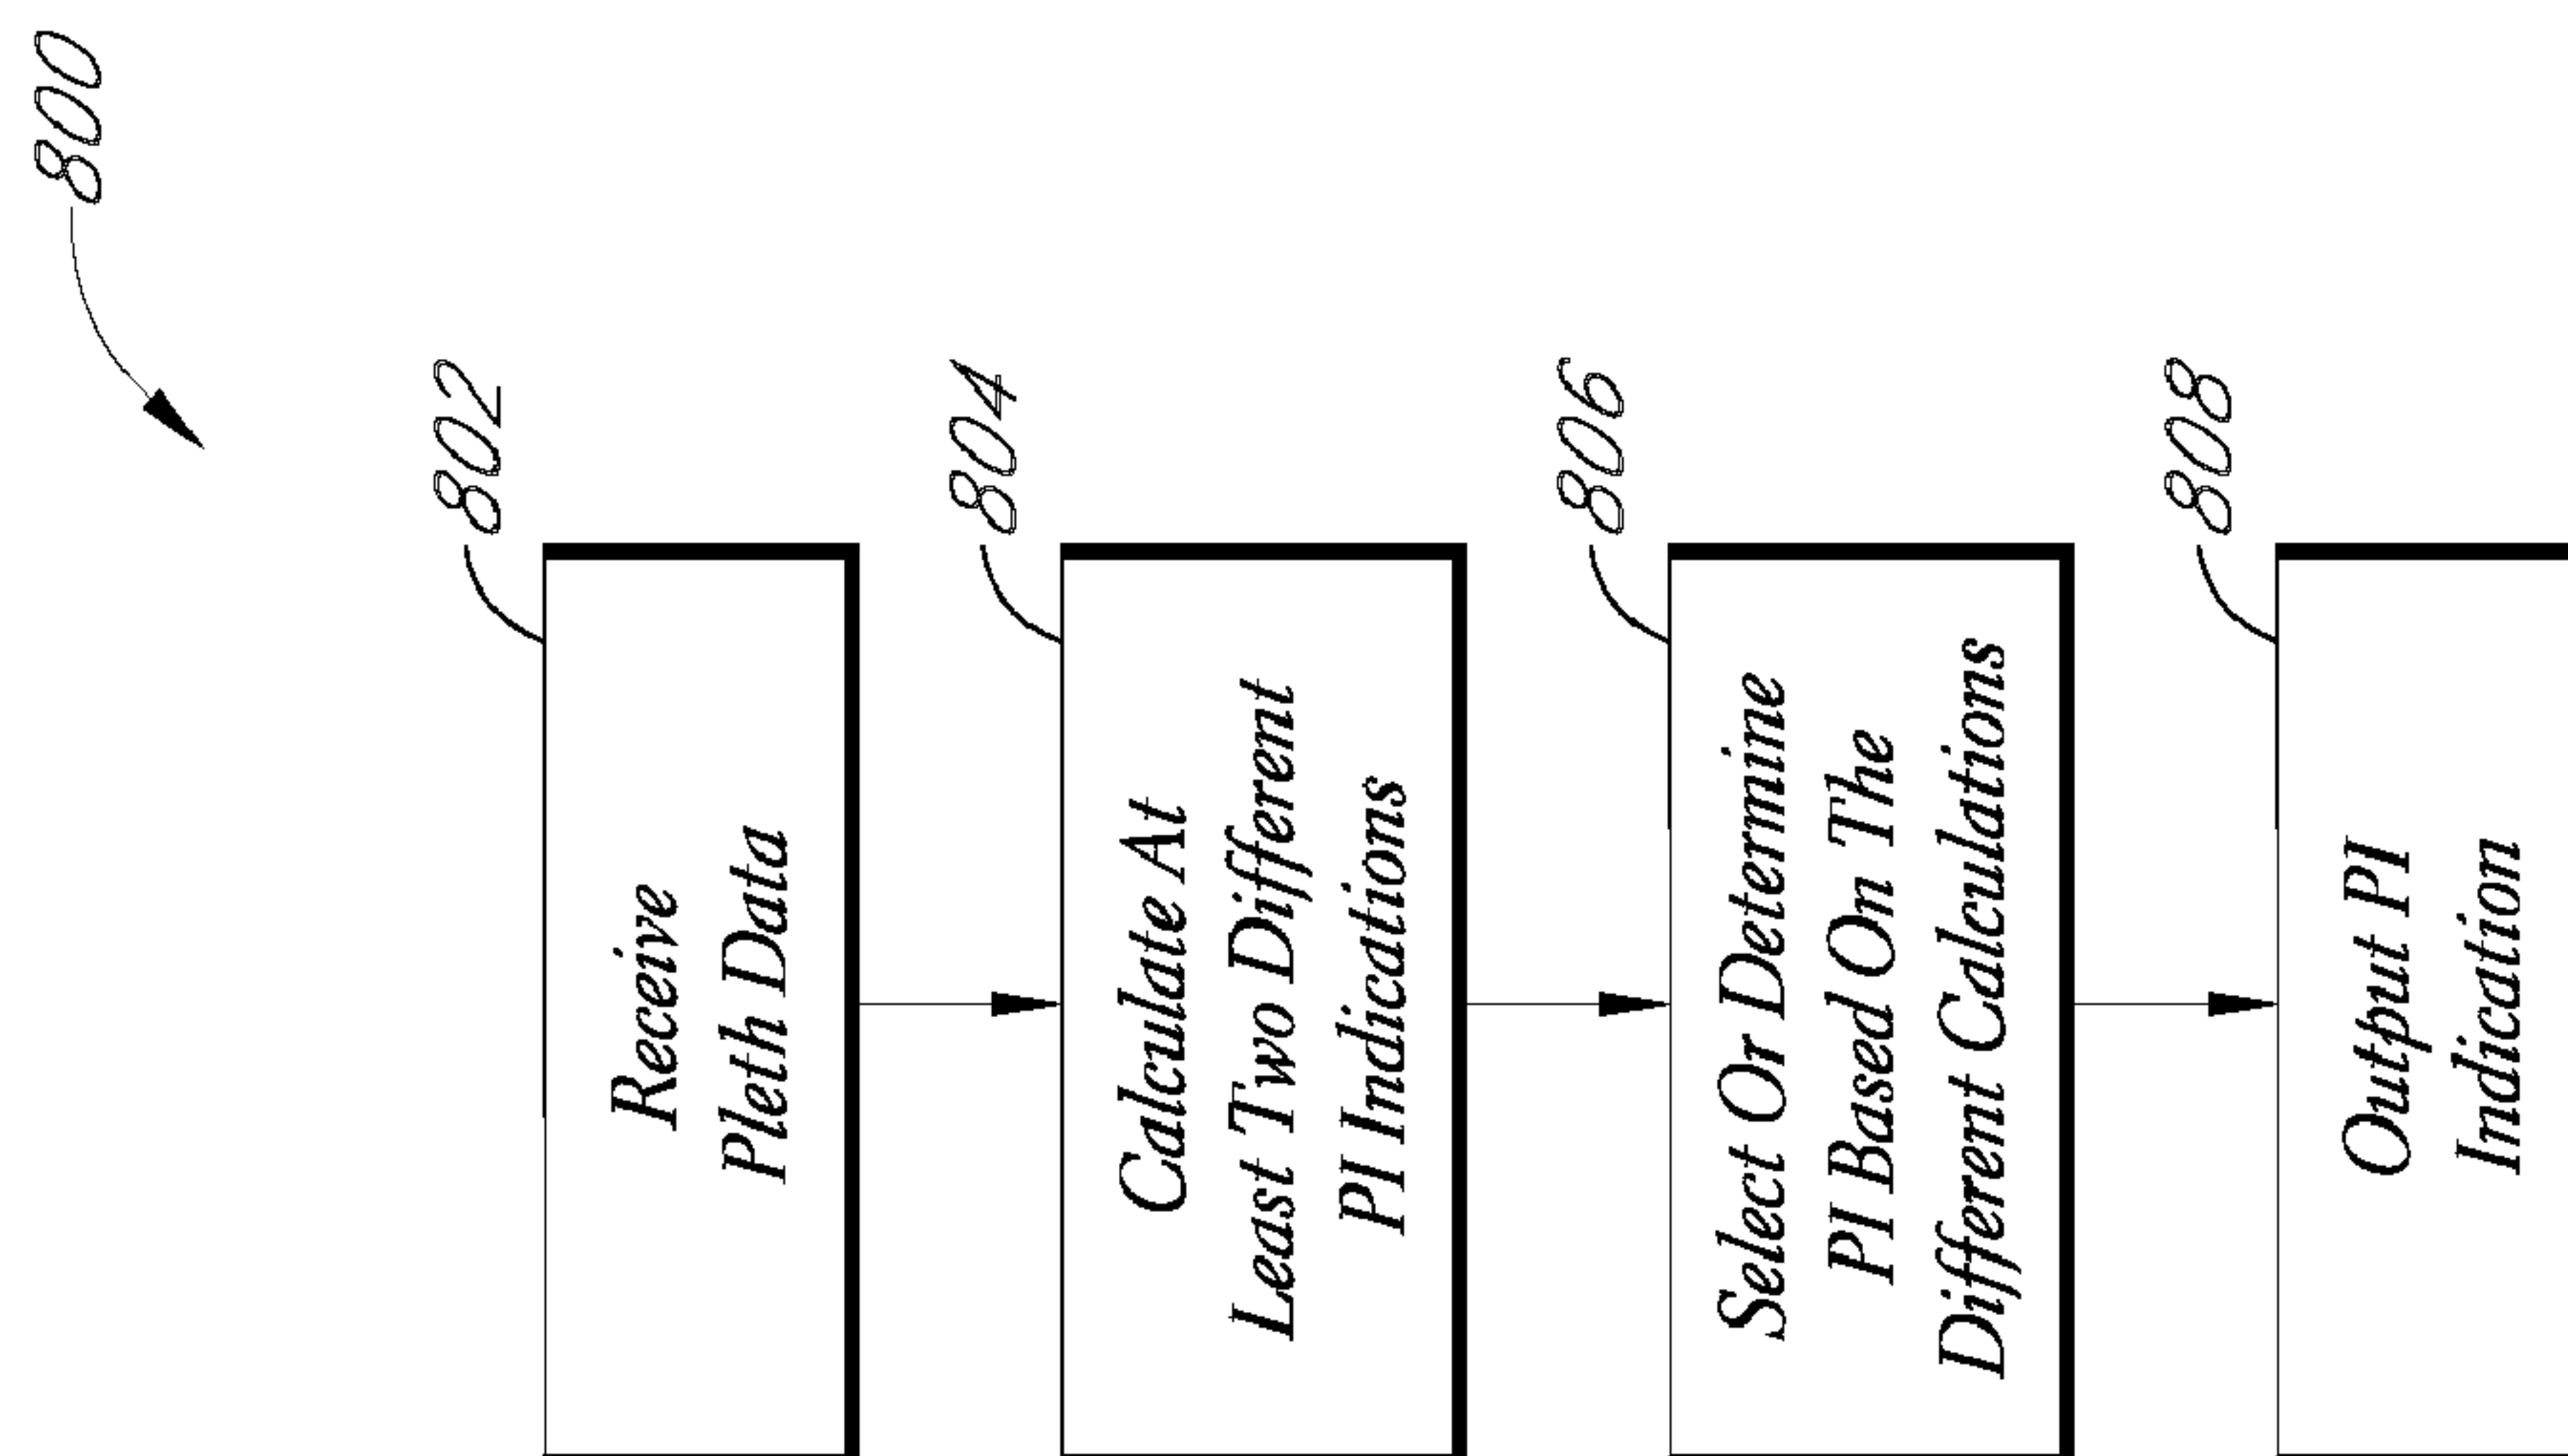 800
802
Receive
Pleth Data
804
Calculate At
Least Two Different
PI Indications
806
Select Or Determine
PI Based On The
Different Calculations
808
Output PI
Indication